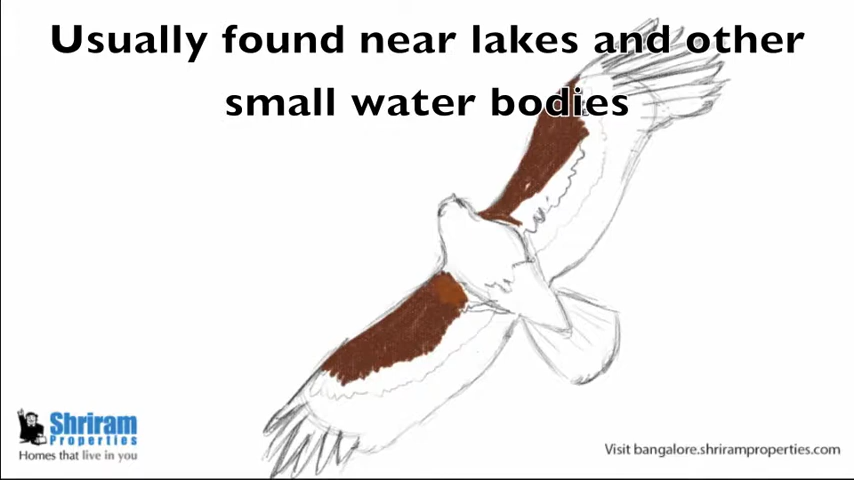 Usually found near lakes and other
small water bodies
Shriram
Properties
Homes that live in you
Visit bangalore.shriramproperties.com